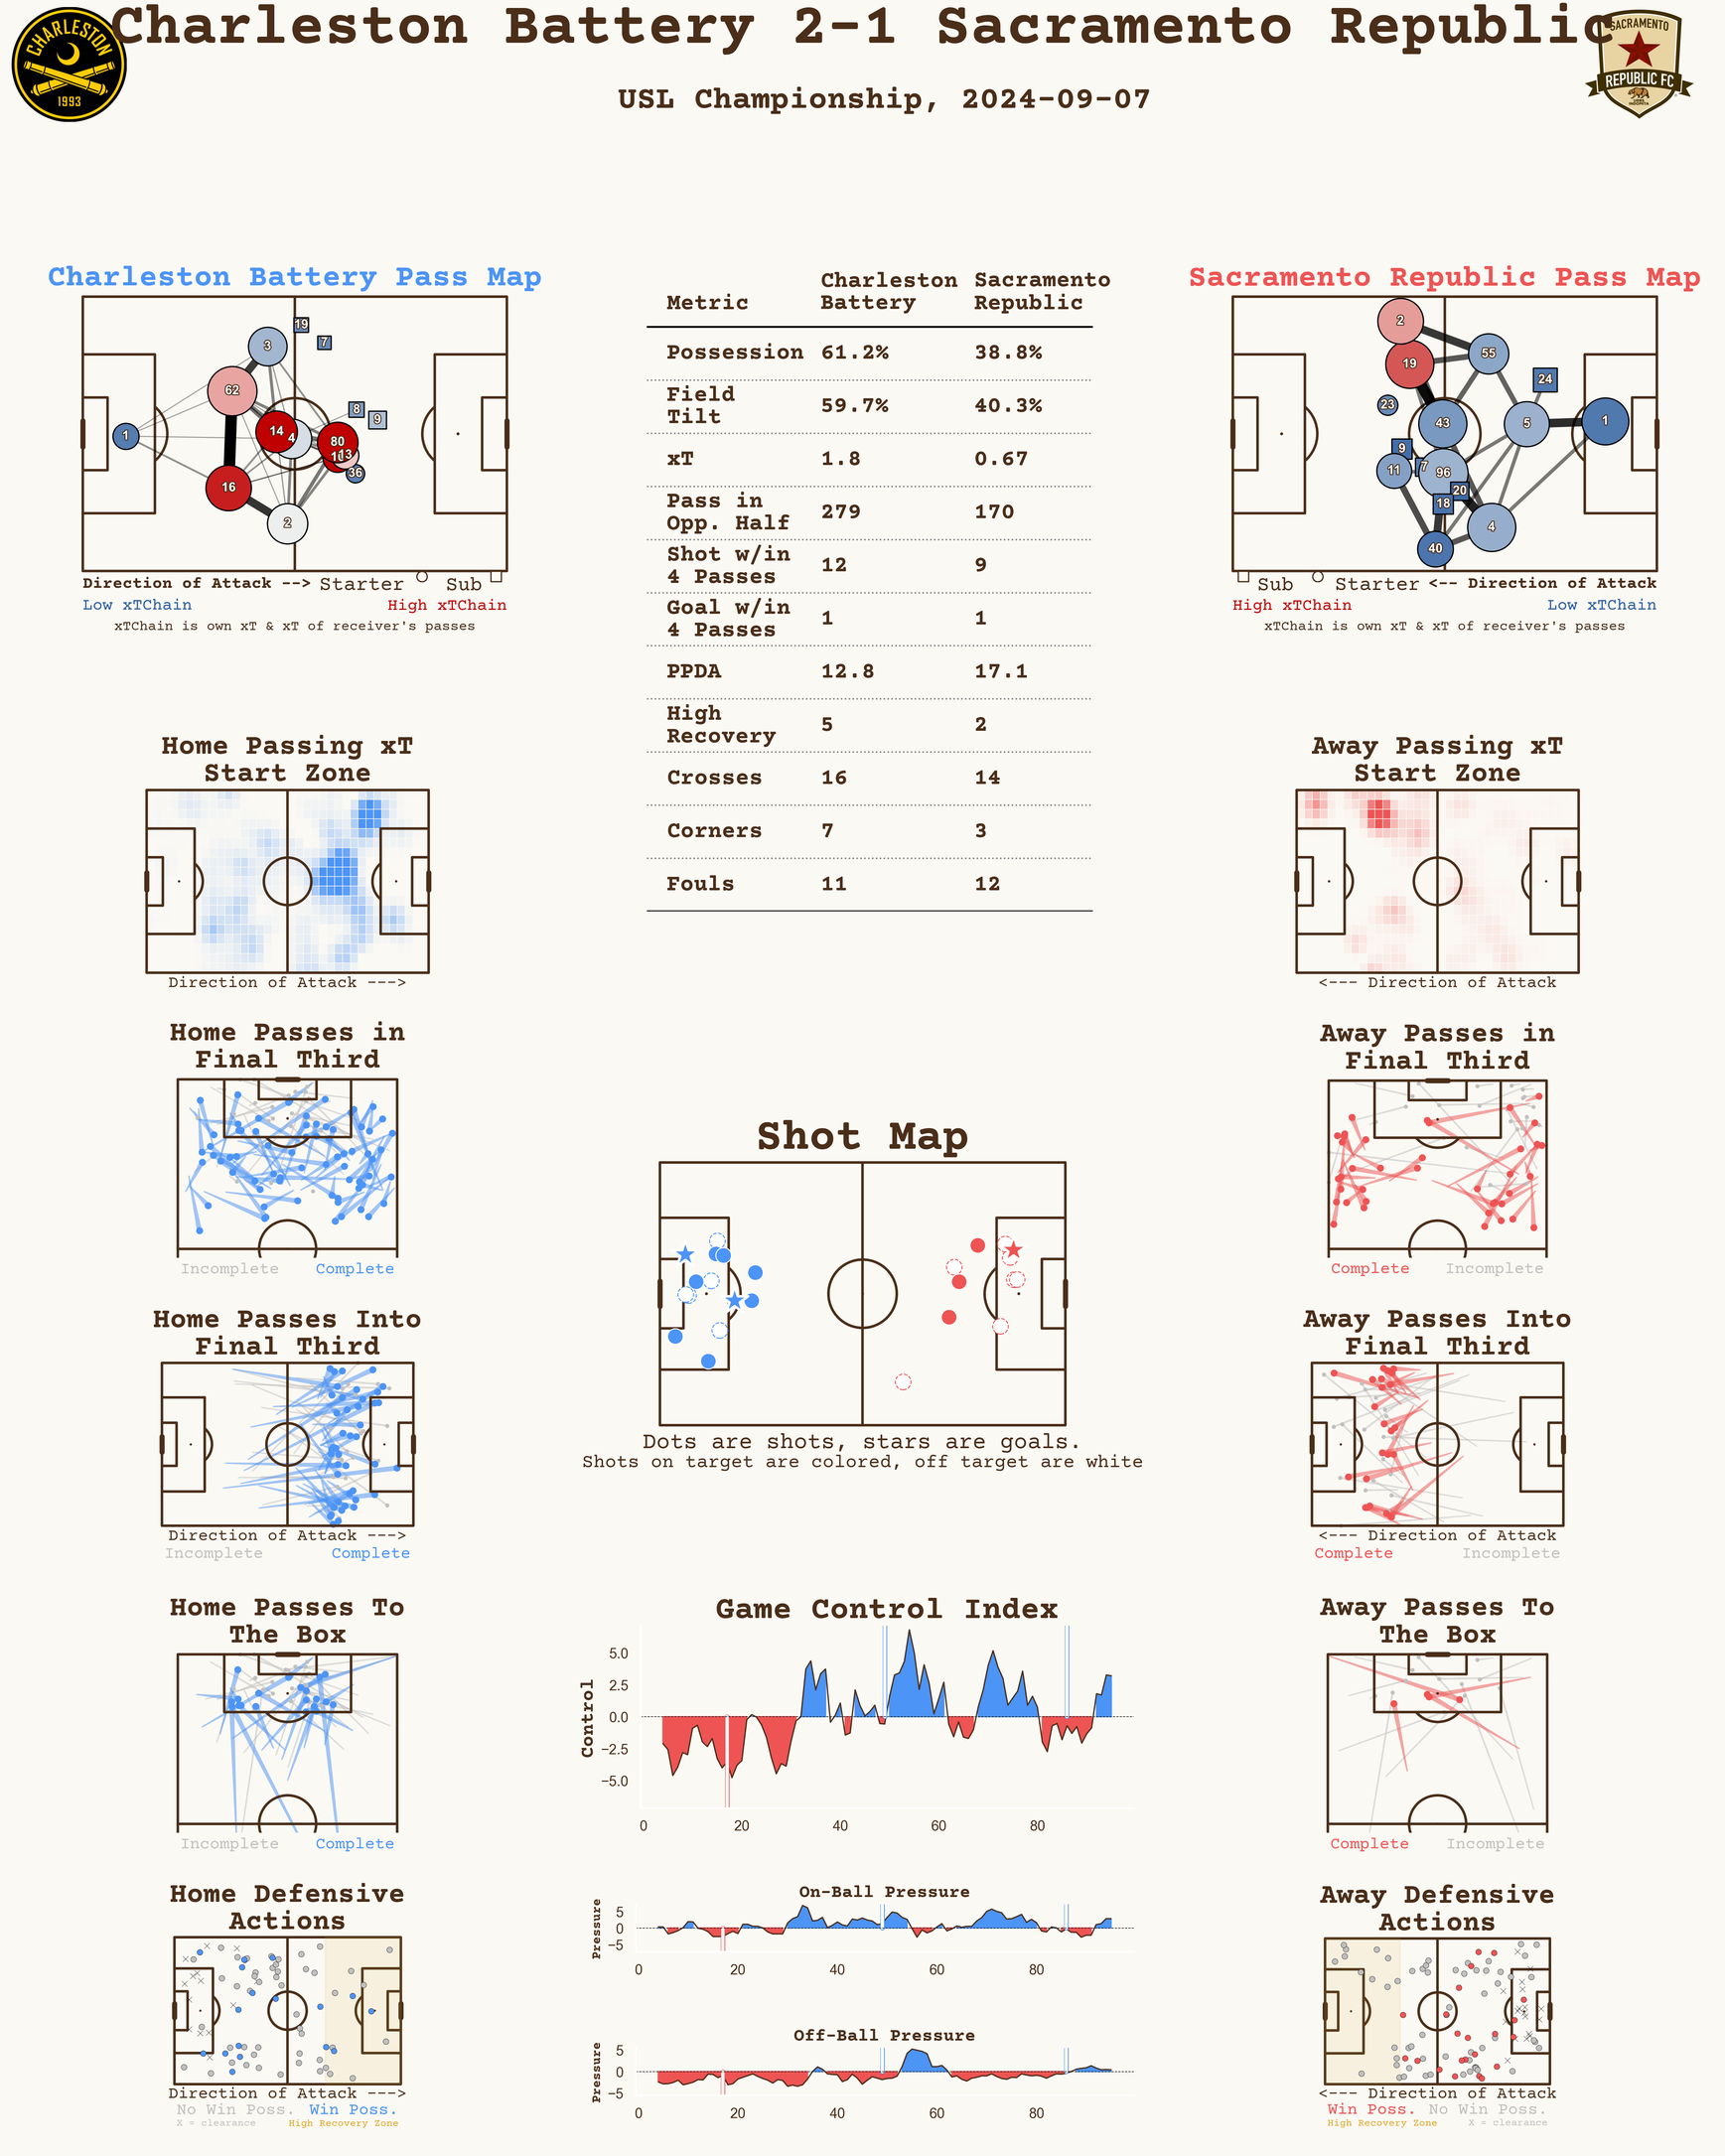 Charleston Battery 2-1 Sacramento Republic
CHARLESTON
1993
SACRAMENTO
REPUBLIC FC
USL Championship, 2024-09-07
Charleston Battery Pass Map
19
7
3
62
8
9
1
14
4
80
13
36
16
2
Direction of Attack --> Starter Sub
Low xTChain High xTChain
xTChain is own xT & xT of receiver's passes
Metric Charleston Battery Sacramento Republic
Possession 61.2% 38.8%
Field Tilt 59.7% 40.3%
xT 1.8 0.67
Pass in Opp. Half 279 170
Shot w/in 4 Passes 12 9
Goal w/in 4 Passes 1 1
PPDA 12.8 17.1
High Recovery 5 2
Crosses 16 14
Corners 7 3
Fouls 11 12
Sacramento Republic Pass Map
2
19
55
24
23
43
5
1
9
11
7
96
20
18
4
40
Sub Starter <-- Direction of Attack
High xTChain Low xTChain
xTChain is own xT & xT of receiver's passes
Home Passing xT
Start Zone
Direction of Attack --->
Away Passing xT
Start Zone
<--- Direction of Attack
Home Passes in
Final Third
Incomplete Complete
Away Passes in
Final Third
Complete Incomplete
Shot Map
Dots are shots, stars are goals.
Shots on target are colored, off target are white
Home Passes Into
Final Third
Direction of Attack --->
Incomplete Complete
Away Passes Into
Final Third
<--- Direction of Attack
Complete Incomplete
Home Passes To
The Box
Incomplete Complete
Game Control Index
Control
5.0
2.5
0.0
−2.5
−5.0
0 20 40 60 80
Away Passes To
The Box
Complete Incomplete
Home Defensive
Actions
Direction of Attack --->
No Win Poss. Win Poss.
X = clearance High Recovery Zone
On-Ball Pressure
Pressure
5
0
−5
0 20 40 60 80
Off-Ball Pressure
Pressure
5
0
−5
0 20 40 60 80
Away Defensive
Actions
<--- Direction of Attack
Win Poss. No Win Poss.
High Recovery Zone X = clearance